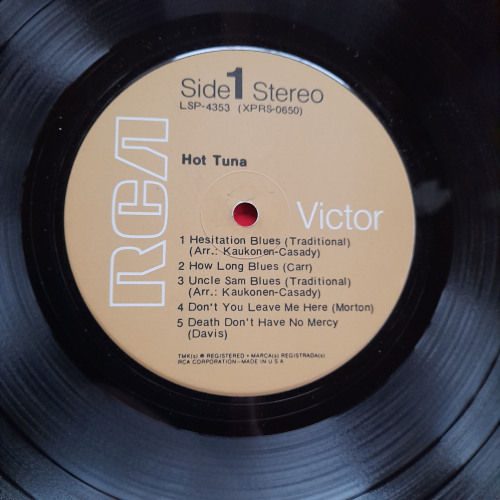 Side 1 Stereo
LSP-4353 (XPRS-0650)
Hot Tuna
RCA
Victor
1 Hesitation Blues (Traditional)
(Arr.: Kaukonen-Casady)
2 How Long Blues (Carr)
3 Uncle Sam Blues (Traditional)
(Arr.: Kaukonen-Casady)
4 Don't You Leave Me Here (Morton)
5 Death Don't Have No Mercy
(Davis)
TMK(s) ® REGISTERED • MARCA(s) REGISTRADA(s)
RCA CORPORATION–MADE IN U.S.A.